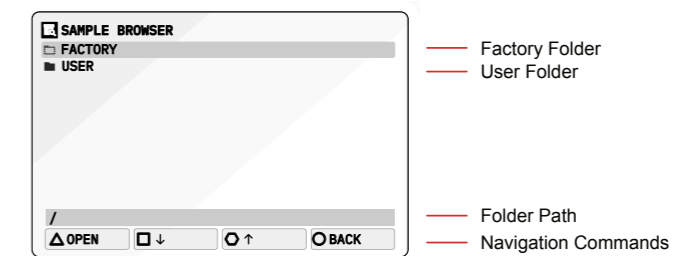 SAMPLE BROWSER
FACTORY
USER
/
OPEN ↓ ↑ BACK
Factory Folder
User Folder
Folder Path
Navigation Commands